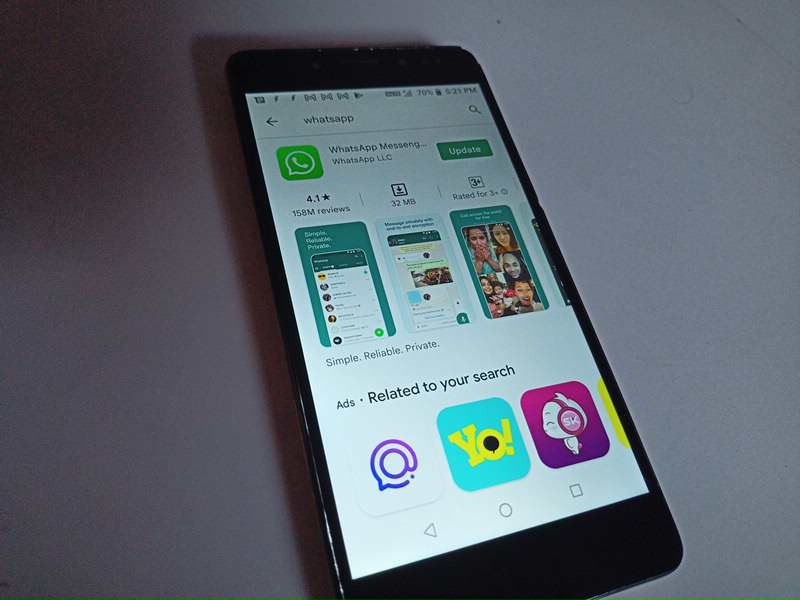 70% 5:21 PM
whatsapp
WhatsApp Messeng...
WhatsApp LLC
Update
4.1★
158M reviews
32 MB
3+
Rated for 3+
Simple.
Reliable.
Private.
Message privately with
end-to-end encryption
Call across the world
for free
Simple. Reliable. Private.
Ads · Related to your search
Yo!
SK